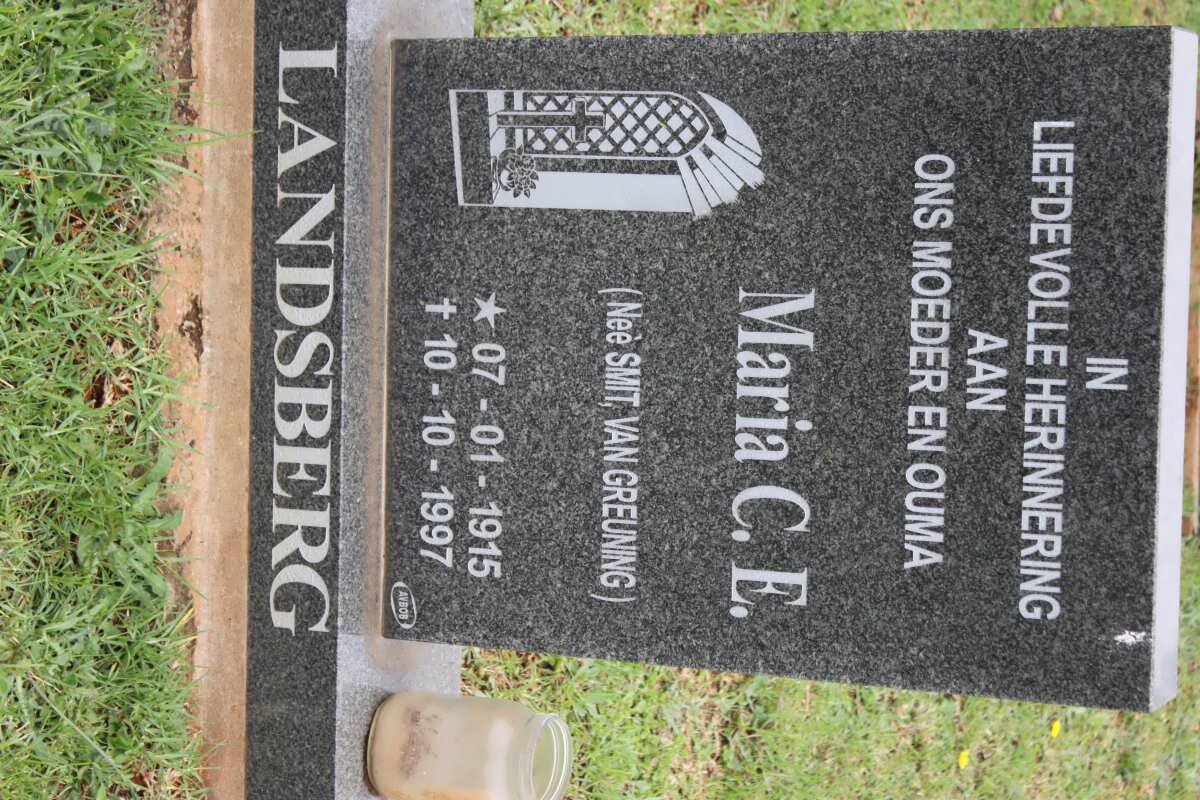 IN
LIEFDEVOLLE HERINNERING
AAN
ONS MOEDER EN OUMA
Maria C. E.
(Neè SMIT, VAN GREUNING)
★ 07 - 01 - 1915
✝ 10 - 10 - 1997
AVBOB
LANDSBERG